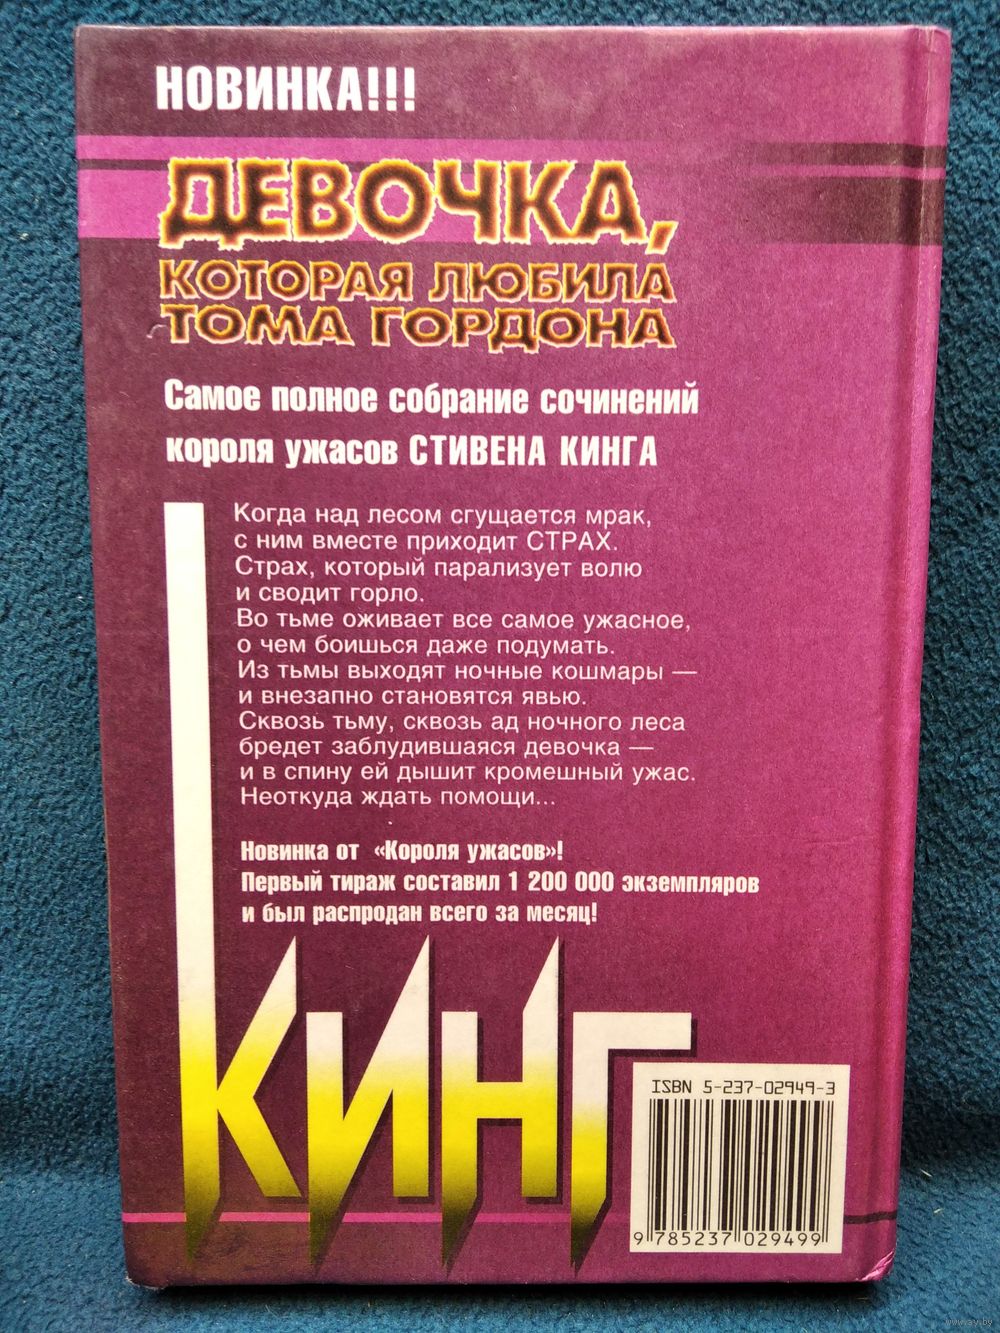 НОВИНКА!!!
ДЕВОЧКА,
КОТОРАЯ ЛЮБИЛА
ТОМА ГОРДОНА
Самое полное собрание сочинений
короля ужасов СТИВЕНА КИНГА
Когда над лесом сгущается мрак,
с ним вместе приходит СТРАХ.
Страх, который парализует волю
и сводит горло.
Во тьме оживает все самое ужасное,
о чем боишься даже подумать.
Из тьмы выходят ночные кошмары —
и внезапно становятся явью.
Сквозь тьму, сквозь ад ночного леса
бредет заблудившаяся девочка —
и в спину ей дышит кромешный ужас.
Неоткуда ждать помощи...
Новинка от «Короля ужасов»!
Первый тираж составил 1 200 000 экземпляров
и был распродан всего за месяц!
КИНГ
ISBN 5-237-02949-3
9 785237 029499
www.ay.by